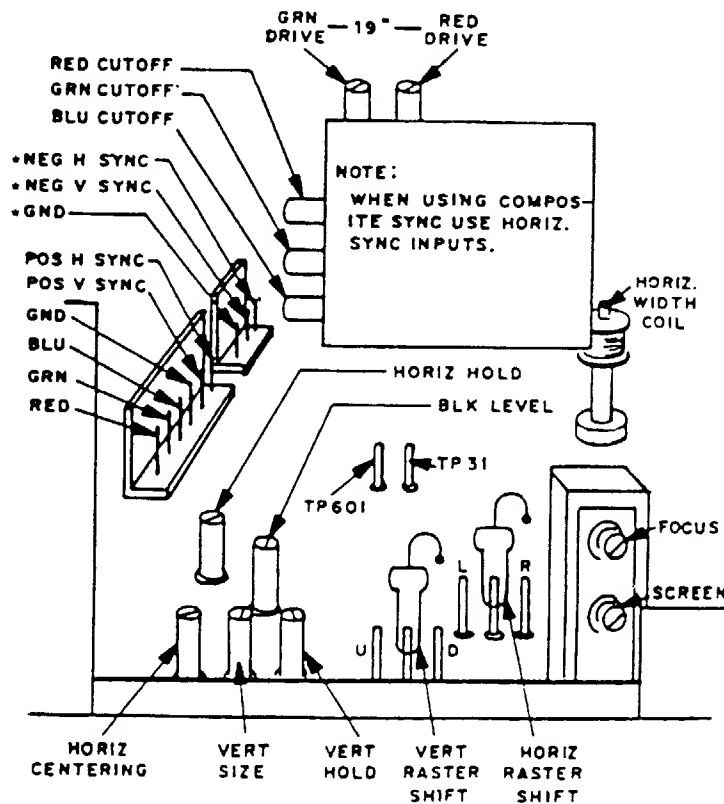 GRN — 19" — RED
DRIVE DRIVE
RED CUTOFF
GRN CUTOFF
BLU CUTOFF
*NEG H SYNC
*NEG V SYNC
*GND
POS H SYNC
POS V SYNC
GND
BLU
GRN
RED
NOTE:
WHEN USING COMPOS-
ITE SYNC USE HORIZ.
SYNC INPUTS.
HORIZ.
WIDTH
COIL
HORIZ HOLD
BLK LEVEL
TP601
TP31
FOCUS
SCREEN
L
R
U
D
HORIZ
CENTERING
VERT
SIZE
VERT
HOLD
VERT
RASTER
SHIFT
HORIZ
RASTER
SHIFT